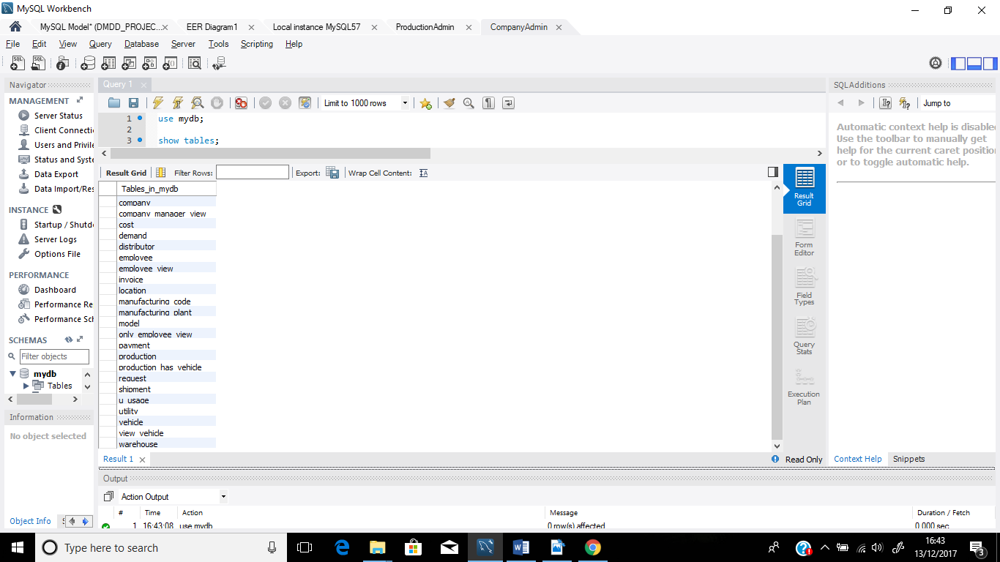 MySQL Workbench
MySQL Model* (DMDD_PROJEC...
EER Diagram1
Local instance MySQL57
ProductionAdmin
CompanyAdmin
File Edit View Query Database Server Tools Scripting Help
Navigator
MANAGEMENT
Server Status
Client Connecti
Users and Privile
Status and Syste
Data Export
Data Import/Res
INSTANCE
Startup / Shutdo
Server Logs
Options File
PERFORMANCE
Dashboard
Performance Re
Performance Sch
SCHEMAS
Filter objects
mydb
Tables
Information
No object selected
Object Info
Query 1
Limit to 1000 rows
1 use mydb;
2
3 show tables;
Result Grid Filter Rows: Export: Wrap Cell Content:
Tables_in_mydb
company
company_manager_view
cost
demand
distributor
employee
employee_view
invoice
location
manufacturing_code
manufacturing_plant
model
only_employee_view
payment
production
production_has_vehicle
request
shipment
u_usage
utility
vehicle
view_vehicle
warehouse
Result Grid
Form Editor
Field Types
Query Stats
Execution Plan
Result 1
Read Only
SQLAdditions
Jump to
Automatic context help is disabled
Use the toolbar to manually get
help for the current caret position
or to toggle automatic help.
Context Help Snippets
Output
Action Output
# Time Action Message Duration / Fetch
1 16:43:08 use mydb 0 row(s) affected 0.000 sec
Type here to search
16:43
13/12/2017
3